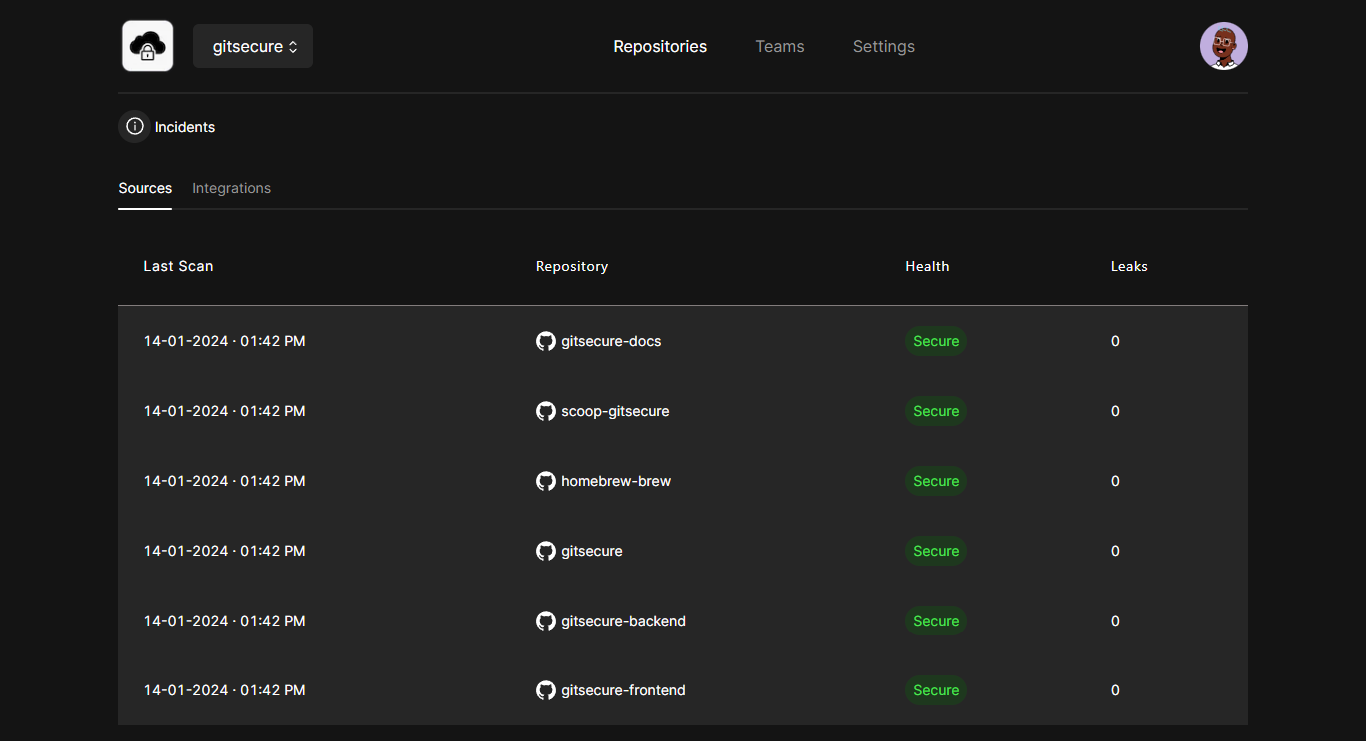 gitsecure Repositories Teams Settings
Incidents
Sources Integrations
Last Scan Repository Health Leaks
14-01-2024 · 01:42 PM gitsecure-docs Secure 0
14-01-2024 · 01:42 PM scoop-gitsecure Secure 0
14-01-2024 · 01:42 PM homebrew-brew Secure 0
14-01-2024 · 01:42 PM gitsecure Secure 0
14-01-2024 · 01:42 PM gitsecure-backend Secure 0
14-01-2024 · 01:42 PM gitsecure-frontend Secure 0